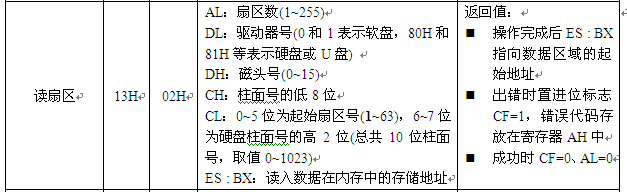 读扇区
13H
02H
AL：扇区数(1~255)
DL：驱动器号(0 和 1 表示软盘，80H 和
81H 等表示硬盘或 U 盘)
DH：磁头号(0~15)
CH：柱面号的低 8 位
CL：0~5 位为起始扇区号(1~63)，6~7 位
为硬盘柱面号的高 2 位(总共 10 位柱面
号，取值 0~1023)
ES : BX：读入数据在内存中的存储地址
返回值：
■ 操作完成后 ES : BX
指向数据区域的起
始地址
■ 出错时置进位标志
CF=1，错误代码存
放在寄存器 AH 中
■ 成功时 CF=0、AL=0